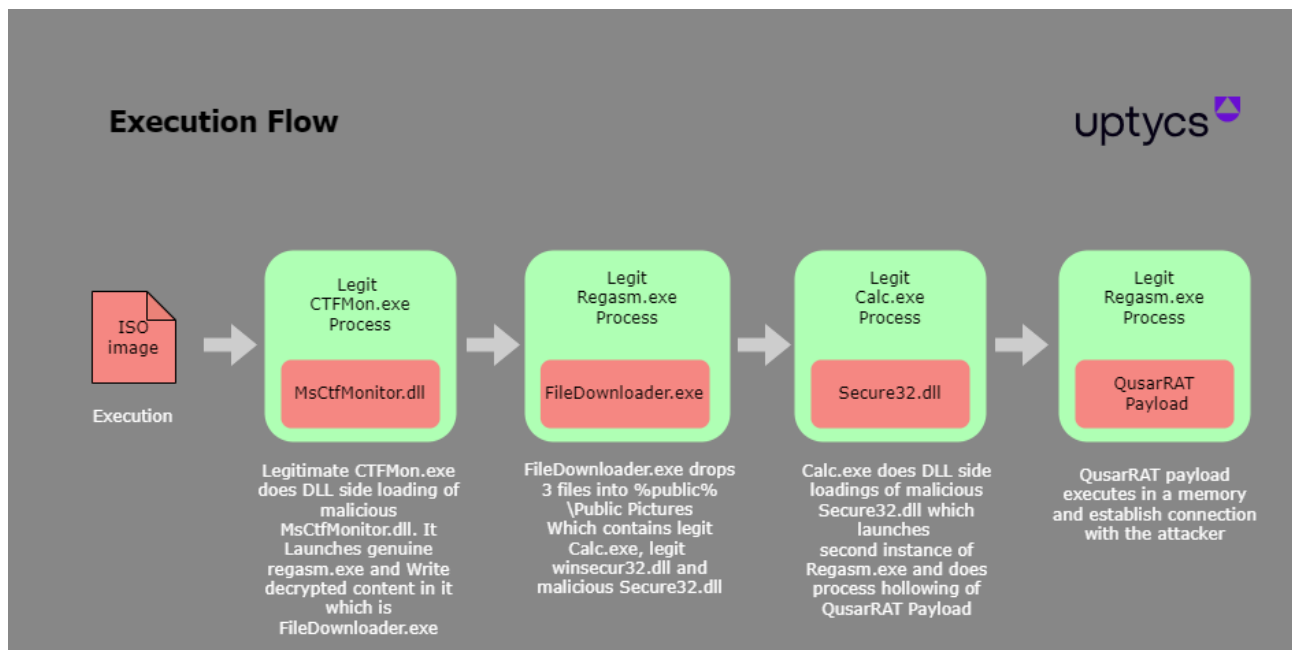 Execution Flow
uptycs
ISO
image
Execution
Legit
CTFMon.exe
Process
MsCtfMonitor.dll
Legitimate CTFMon.exe
does DLL side loading of
malicious
MsCtfMonitor.dll. It
Launches genuine
regasm.exe and Write
decrypted content in it
which is
FileDownloader.exe
Legit
Regasm.exe
Process
FileDownloader.exe
FileDownloader.exe drops
3 files into %public%
\Public Pictures
Which contains legit
Calc.exe, legit
winsecur32.dll and
malicious Secure32.dll
Legit
Calc.exe
Process
Secure32.dll
Calc.exe does DLL side
loadings of malicious
Secure32.dll which
launches
second instance of
Regasm.exe and does
process hollowing of
QusarRAT Payload
Legit
Regasm.exe
Process
QusarRAT
Payload
QusarRAT payload
executes in a memory
and establish connection
with the attacker